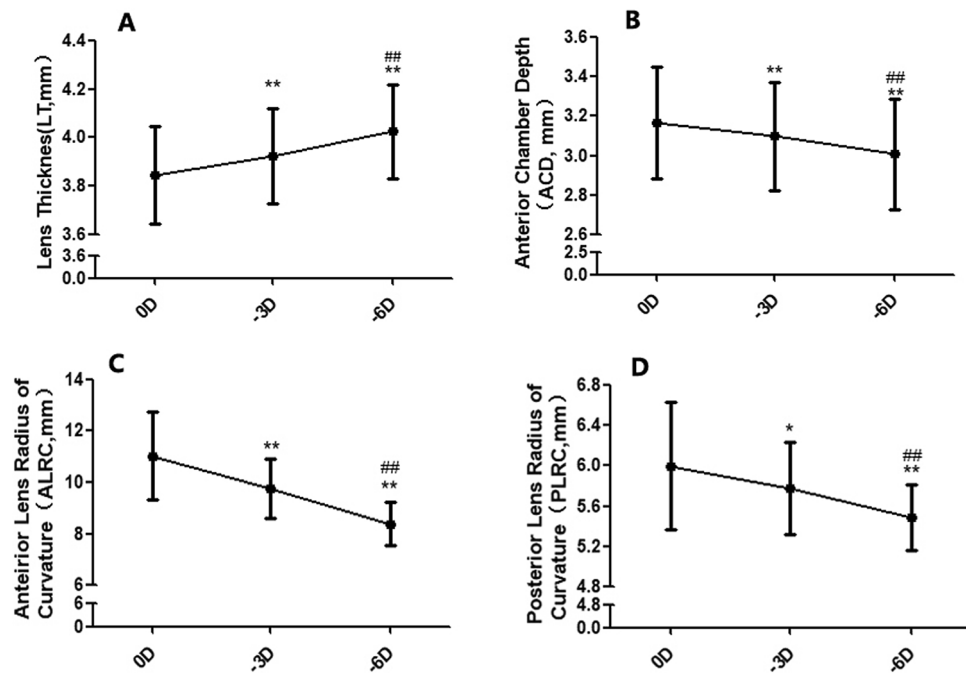 A
Lens Thicknes(LT,mm)
4.4
4.2
4.0
3.8
3.6
3.6
0.0
**
##
**
0D
-3D
-6D
B
Anterior Chamber Depth
(ACD, mm)
3.6
3.4
3.2
3.0
2.8
2.6
2.5
0.0
**
##
**
0D
-3D
-6D
C
Anteirior Lens Radius of
Curvature (ALRC,mm)
14
12
10
8
6
6
0
**
##
**
0D
-3D
-6D
D
Posterior Lens Radius of
Curvature (PLRC,mm)
6.8
6.4
6.0
5.6
5.2
4.8
4.8
0.0
*
##
**
0D
-3D
-6D